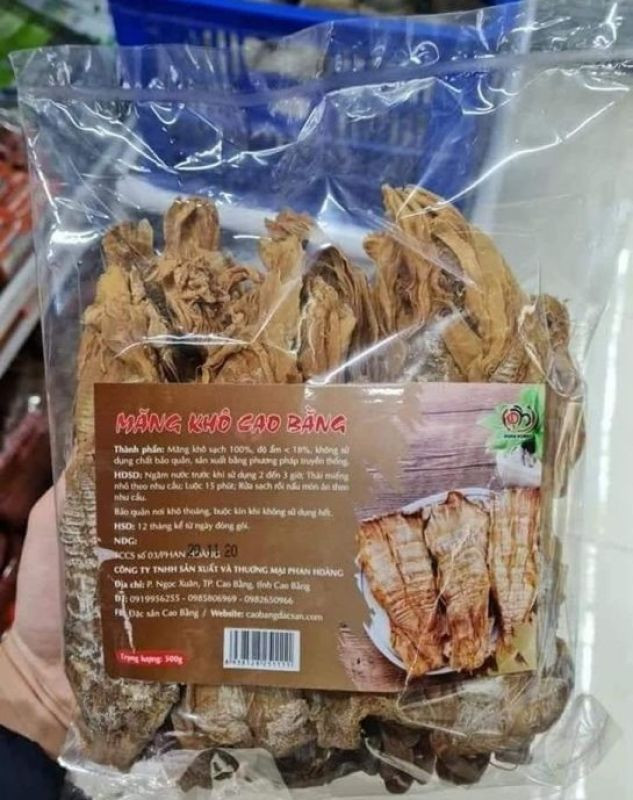 MĂNG KHÔ CAO BẰNG
Thành phần: Măng khô sạch 100%, độ ẩm < 18%, không sử
dụng chất bảo quản, sản xuất bằng phương pháp truyền thống.
HDSD: Ngâm nước trước khi sử dụng 2 đến 3 giờ; Thái miếng
nhỏ theo nhu cầu; Luộc 15 phút; Rửa sạch rồi nấu món ăn theo
nhu cầu.
Bảo quản nơi khô thoáng, buộc kín khi không sử dụng hết.
HSD: 12 tháng kể từ ngày đóng gói.
NĐG:
TCCS số 03/PHAN
11 20
CÔNG TY TNHH SẢN XUẤT VÀ THƯƠNG MẠI PHAN HOÀNG
Địa chỉ: P. Ngọc Xuân, TP. Cao Bằng, tỉnh Cao Bằng
ĐT: 0919956255 - 0985806969 - 0982650966
FB: Đặc sản Cao Bằng / Website: caobangdacsan.com
Trọng lượng: 500g